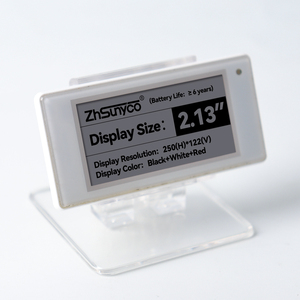 ZhSunyco® (Battery Life: ≥6 years)
Display Size: 2.13"
Display Resolution: 250(H)*122(V)
Display Color: Black+White+Red